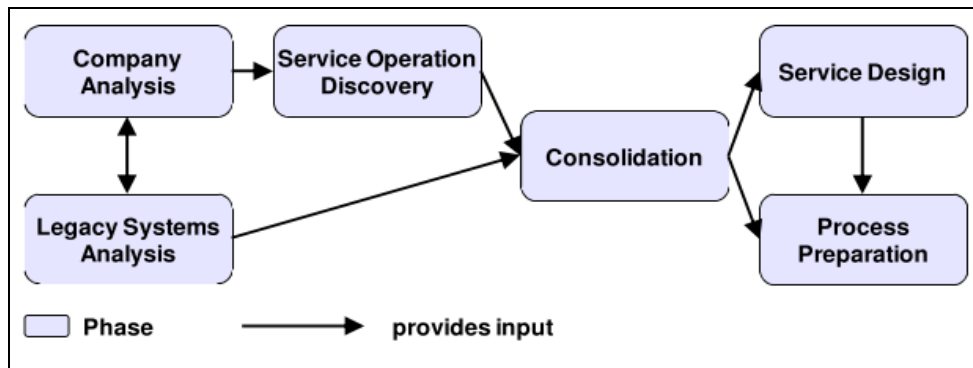 Company
Analysis
Service Operation
Discovery
Service Design
Consolidation
Legacy Systems
Analysis
Process
Preparation
Phase
provides input